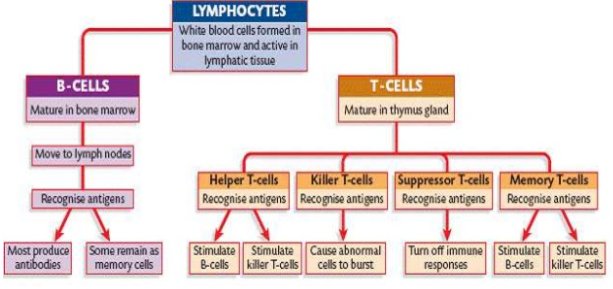 LYMPHOCYTES
White blood cells formed in
bone marrow and active in
lymphatic tissue
B-CELLS
Mature in bone marrow
Move to lymph nodes
Recognise antigens
Most produce
antibodies
Some remain as
memory cells
T-CELLS
Mature in thymus gland
Helper T-cells
Recognise antigens
Stimulate
B-cells
Stimulate
killer T-cells
Killer T-cells
Recognise antigens
Cause abnormal
cells to burst
Suppressor T-cells
Recognise antigens
Turn off immune
responses
Memory T-cells
Recognise antigens
Stimulate
B-cells
Stimulate
killer T-cells